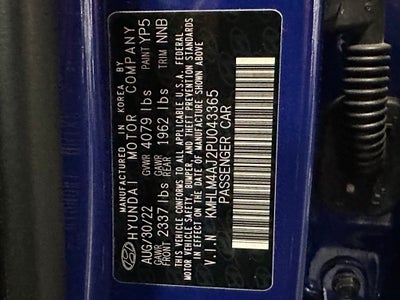 MANUFACTURED IN KOREA BY
HYUNDAI MOTOR COMPANY
AUG/30/22 GVWR 4079 lbs PAINT YP5
GAWR FRONT 2337 lbs GAWR REAR 1962 lbs TRIM NNB
THIS VEHICLE CONFORMS TO ALL APPLICABLE U.S.A. FEDERAL
MOTOR VEHICLE SAFETY, BUMPER, AND THEFT PREVENTION STANDARDS
IN EFFECT ON THE DATE OF MANUFACTURE SHOWN ABOVE.
V.I.N: KMHLM4AJ2PU043365
PASSENGER CAR